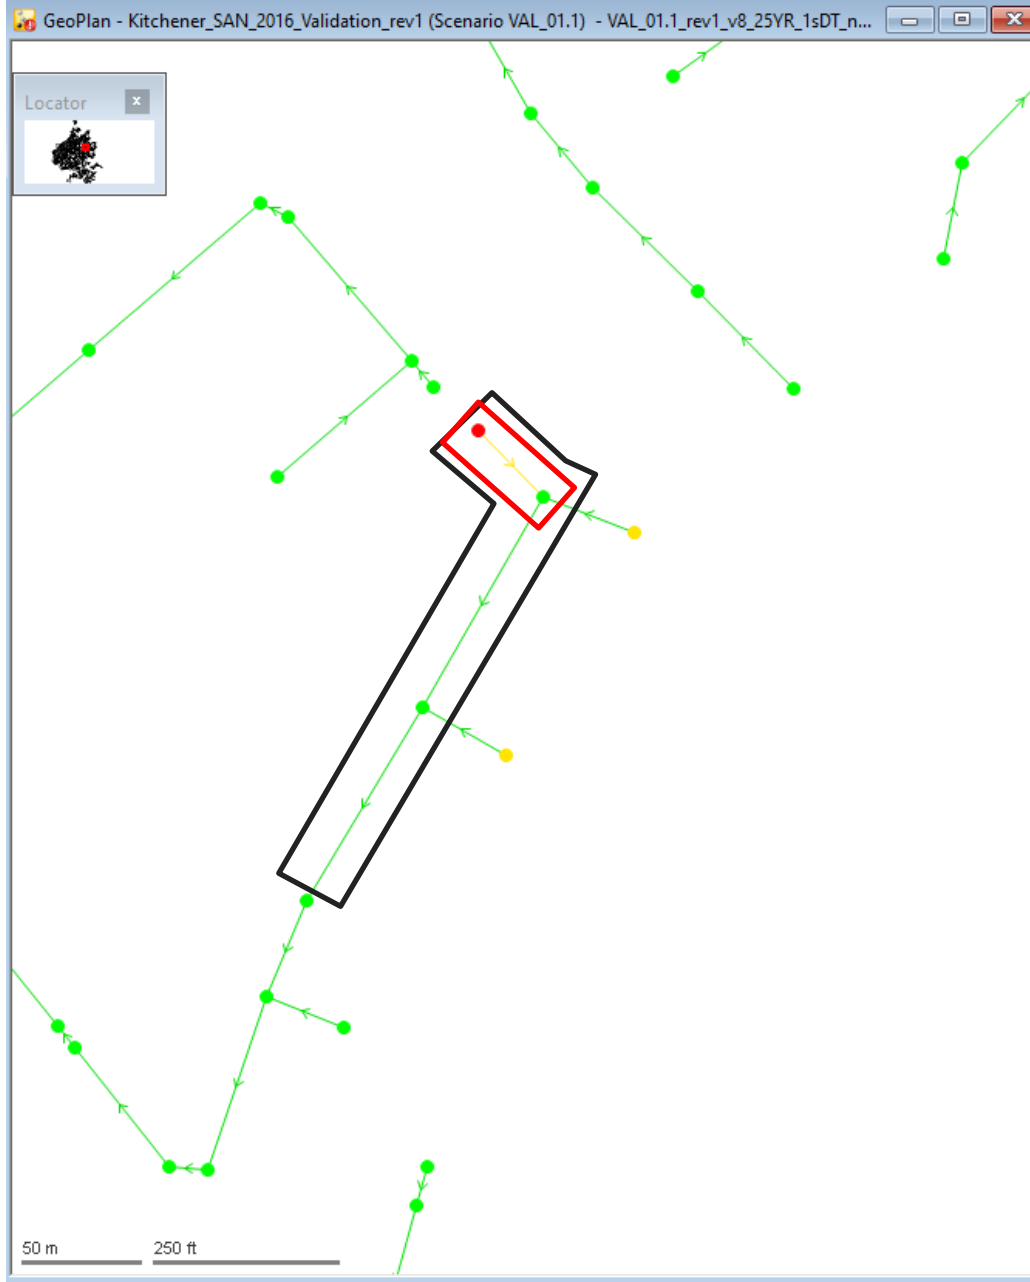 GeoPlan - Kitchener_SAN_2016_Validation_rev1 (Scenario VAL_01.1) - VAL_01.1_rev1_v8_25YR_1sDT_n...
Locator x
50 m 250 ft